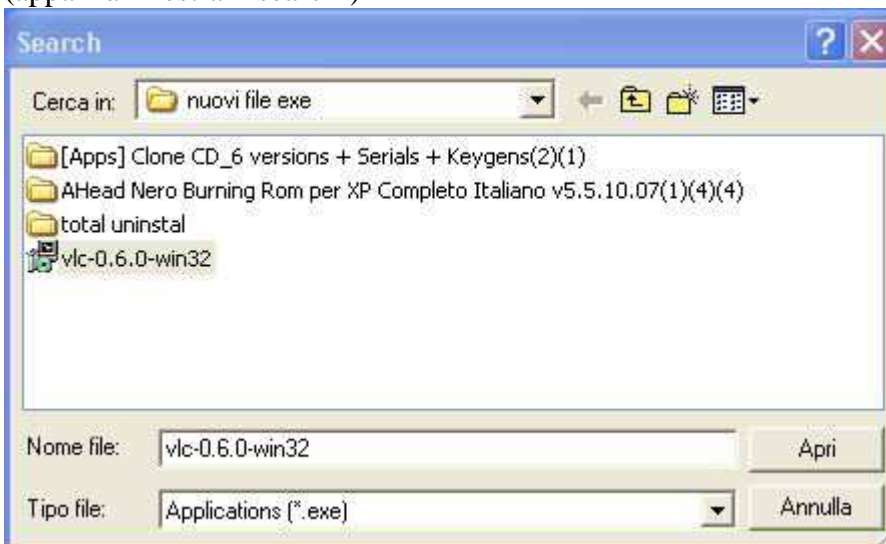 Search
Cerca in: nuovi file exe
[Apps] Clone CD_6 versions + Serials + Keygens(2)(1)
AHead Nero Burning Rom per XP Completo Italiano v5.5.10.07(1)(4)(4)
total uninstal
vlc-0.6.0-win32
Nome file: vlc-0.6.0-win32 Apri
Tipo file: Applications (*.exe) Annulla